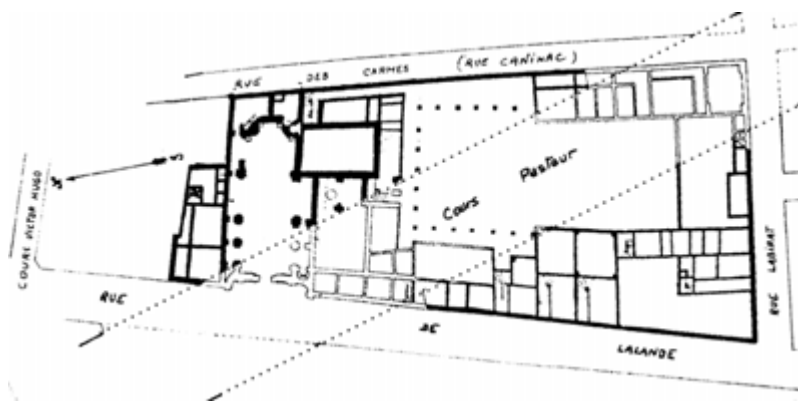 RUE DES CARMES (RUE CANIHAC)
COURS VICTOR HUGO
Cours Pasteur
RUE LABIRAT
RUE DE LALANDE